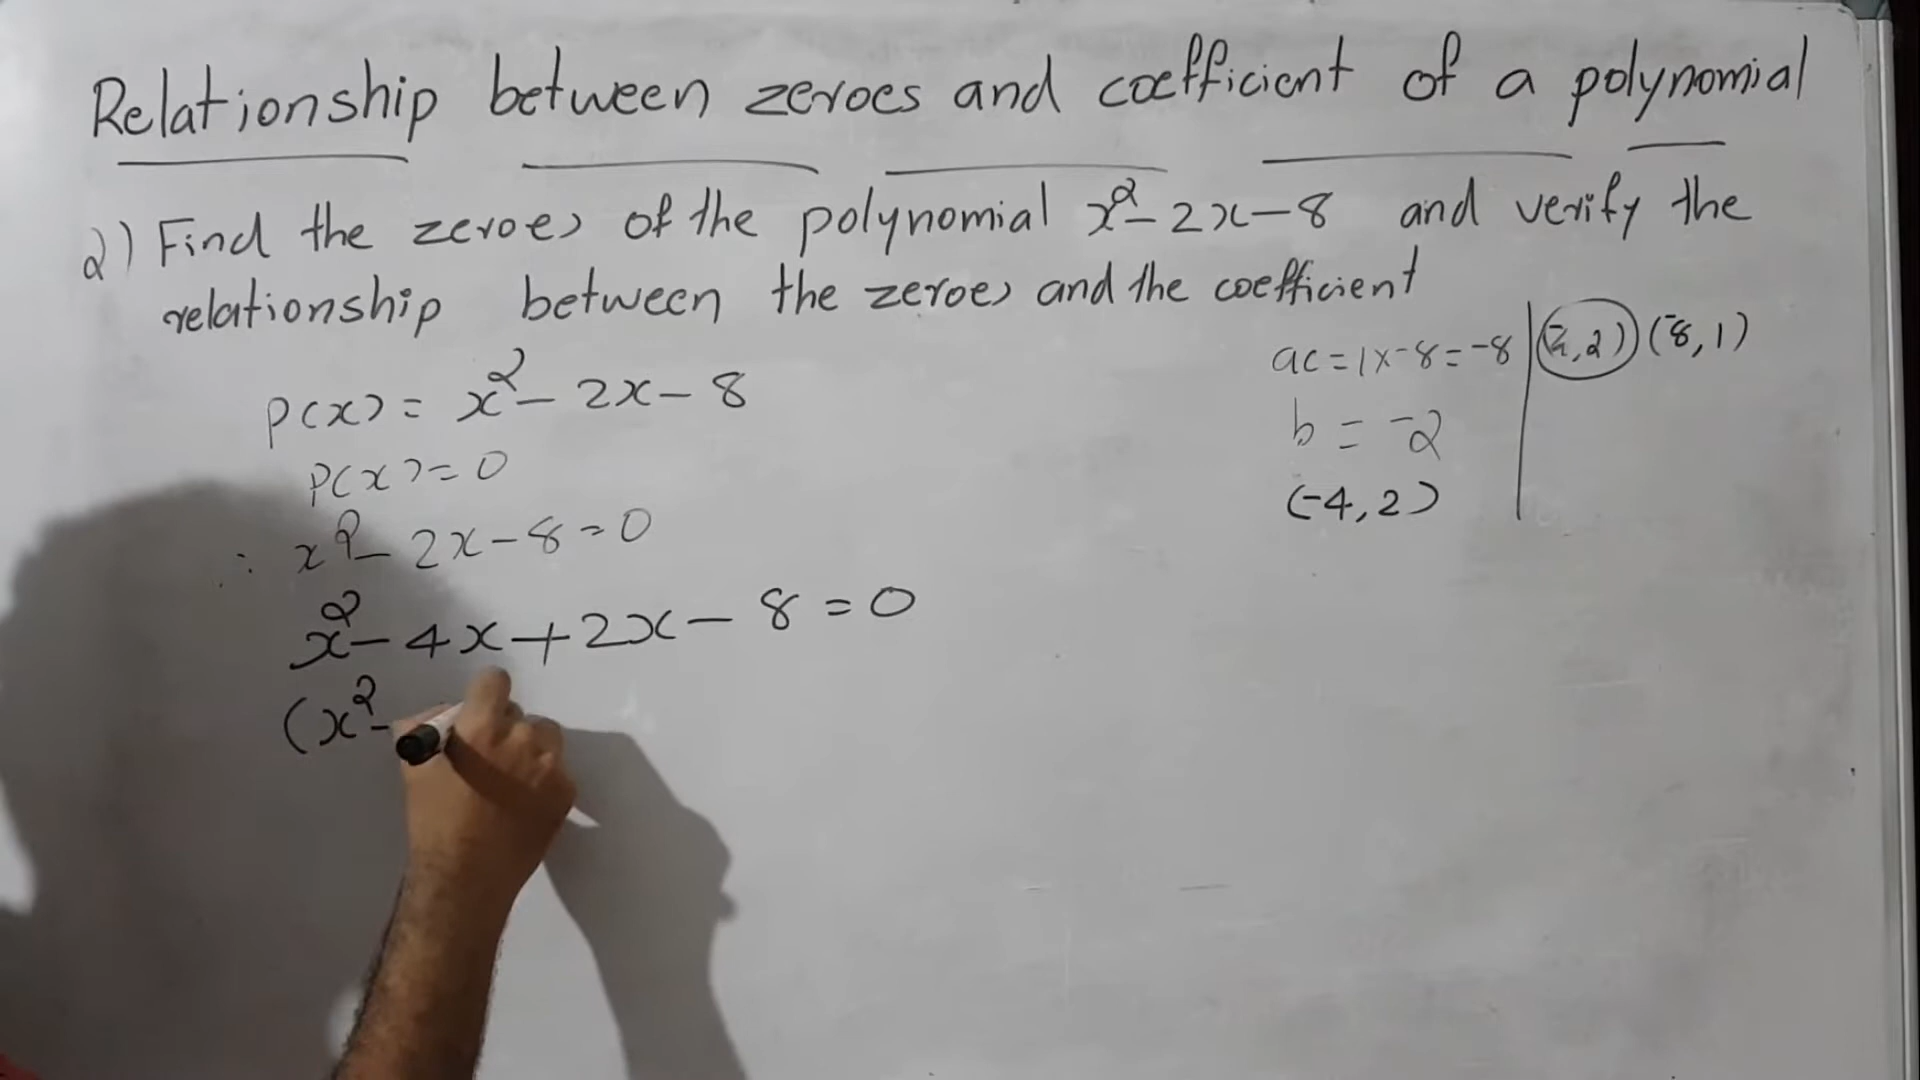 Relationship between zeroes and coefficient of a polynomial
2) Find the zeroes of the polynomial x² - 2x - 8 and verify the
relationship between the zeroes and the coefficient
P(x) = x² - 2x - 8
P(x) = 0
∴ x² - 2x - 8 = 0
x² - 4x + 2x - 8 = 0
(x² -
ac = 1 x -8 = -8
b = -2
(-4, 2)
(-4, 2) (-8, 1)